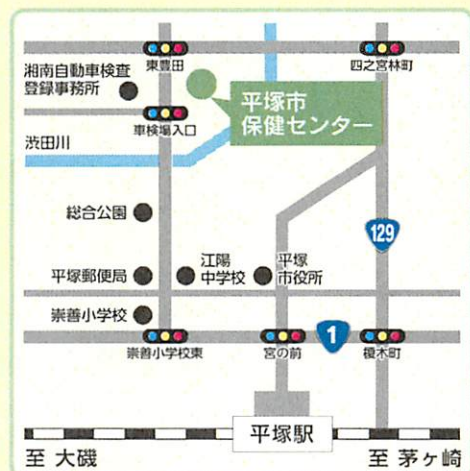 東豊田
四之宮林町
湘南自動車検査
登録事務所
平塚市
保健センター
車検場入口
渋田川
総合公園
129
平塚郵便局
江陽
中学校
平塚
市役所
崇善小学校
1
崇善小学校東
宮の前
榎木町
平塚駅
至 大磯
至 茅ヶ崎